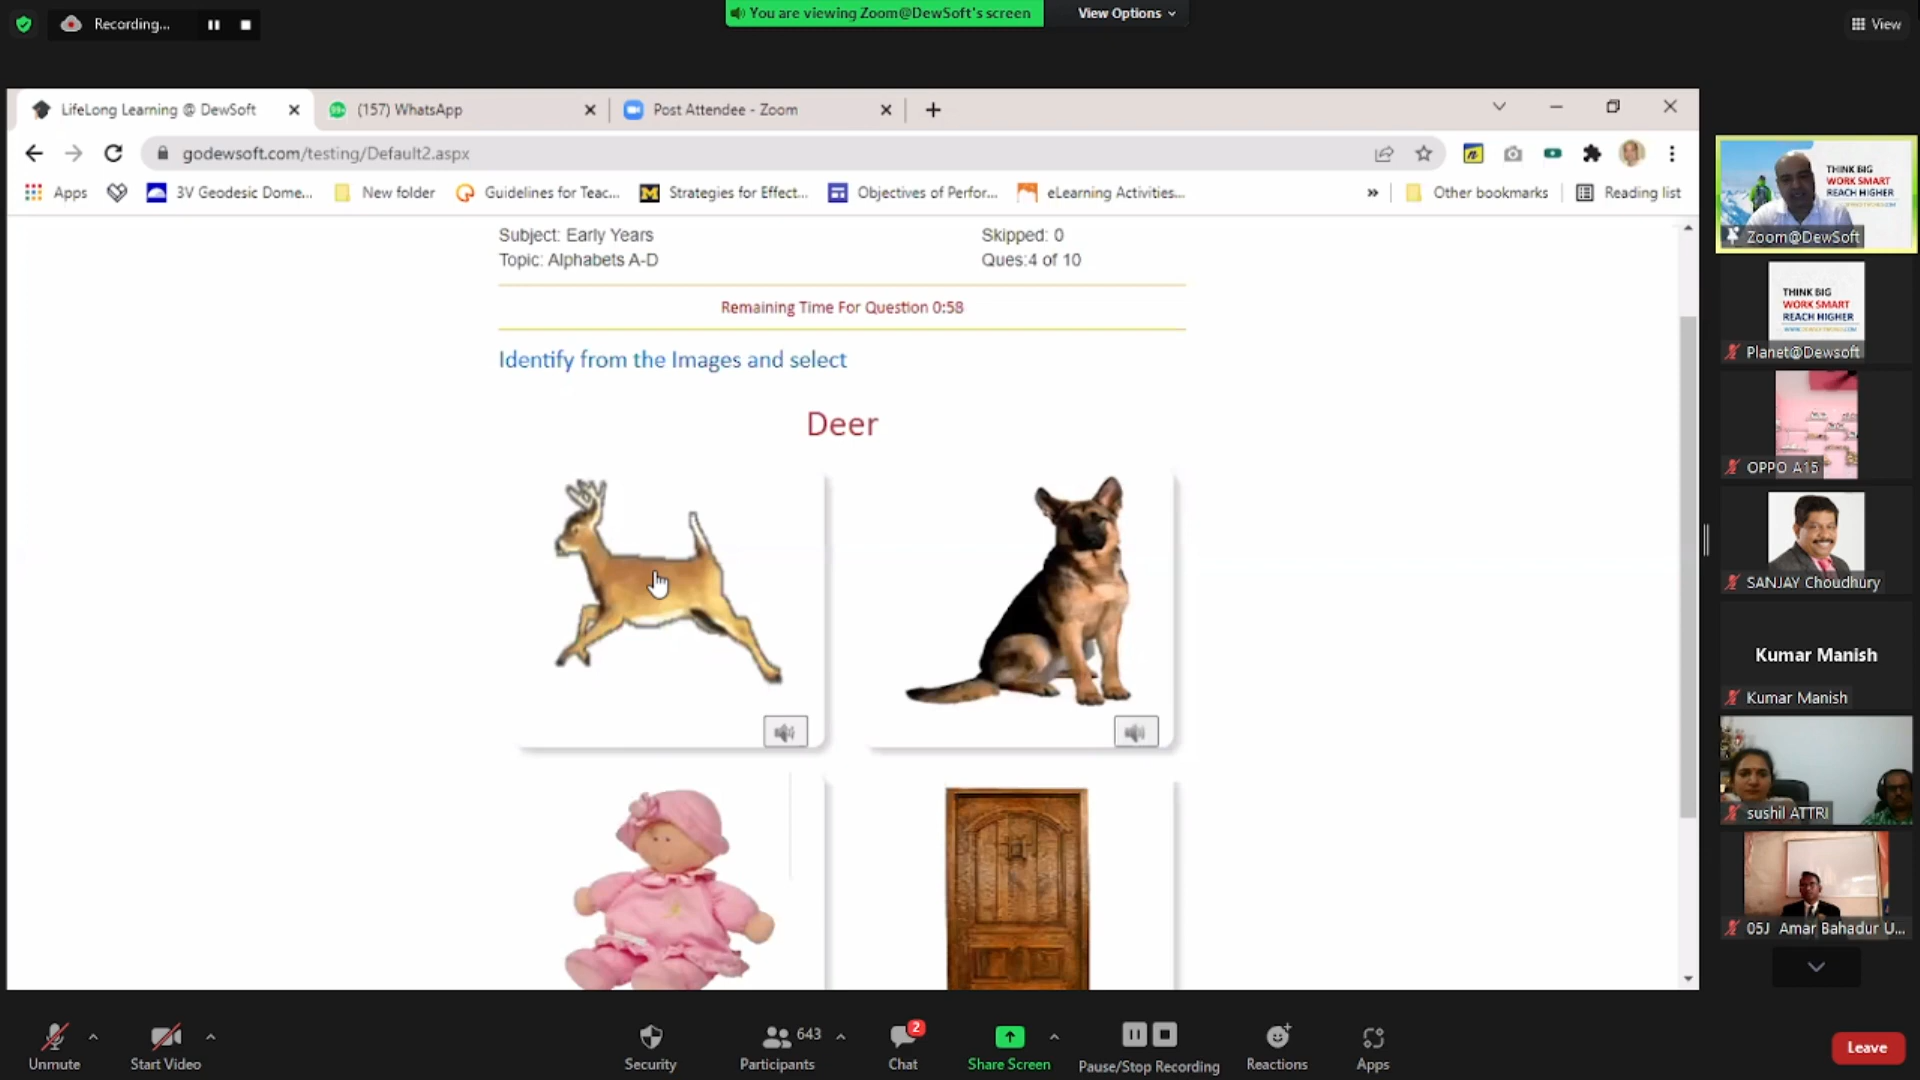 Recording...
You are viewing Zoom@DewSoft's screen
View Options
View
LifeLong Learning @ DewSoft
(157) WhatsApp
Post Attendee - Zoom
godewsoft.com/testing/Default2.aspx
Apps
3V Geodesic Dome...
New folder
Guidelines for Teac...
Strategies for Effect...
Objectives of Perfor...
eLearning Activities...
»
Other bookmarks
Reading list
Subject: Early Years
Skipped: 0
Topic: Alphabets A-D
Ques:4 of 10
Remaining Time For Question 0:58
Identify from the Images and select
Deer
THINK BIG
WORK SMART
REACH HIGHER
Zoom@DewSoft
THINK BIG
WORK SMART
REACH HIGHER
Planet@Dewsoft
OPPO A15
SANJAY Choudhury
Kumar Manish
Kumar Manish
sushil ATTRI
05J Amar Bahadur U...
Unmute
Start Video
Security
643
Participants
2
Chat
Share Screen
Pause/Stop Recording
Reactions
Apps
Leave